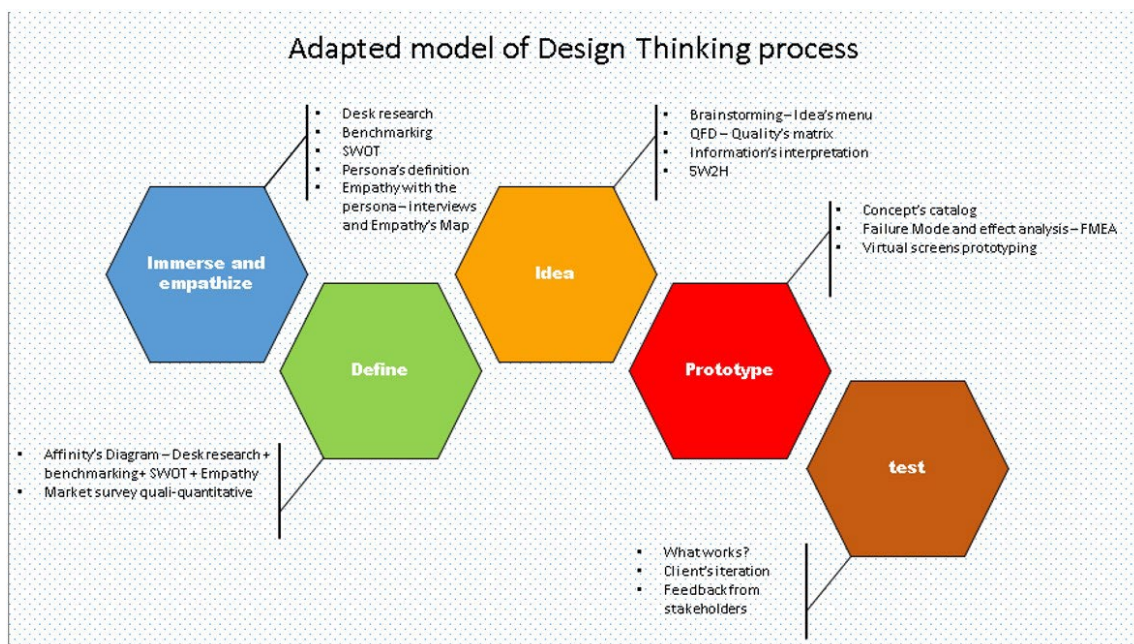 Adapted model of Design Thinking process
▪ Desk research
▪ Benchmarking
▪ SWOT
▪ Persona's definition
▪ Empathy with the
persona – interviews
and Empathy's Map
▪ Brainstorming – Idea's menu
▪ QFD – Quality's matrix
▪ Information's interpretation
▪ 5W2H
▪ Concept's catalog
▪ Failure Mode and effect analysis – FMEA
▪ Virtual screens prototyping
Immerse and
empathize
Idea
Define
Prototype
▪ Affinity's Diagram – Desk research +
benchmarking + SWOT + Empathy
▪ Market survey quali-quantitative
test
▪ What works?
▪ Client's iteration
▪ Feedback from
stakeholders